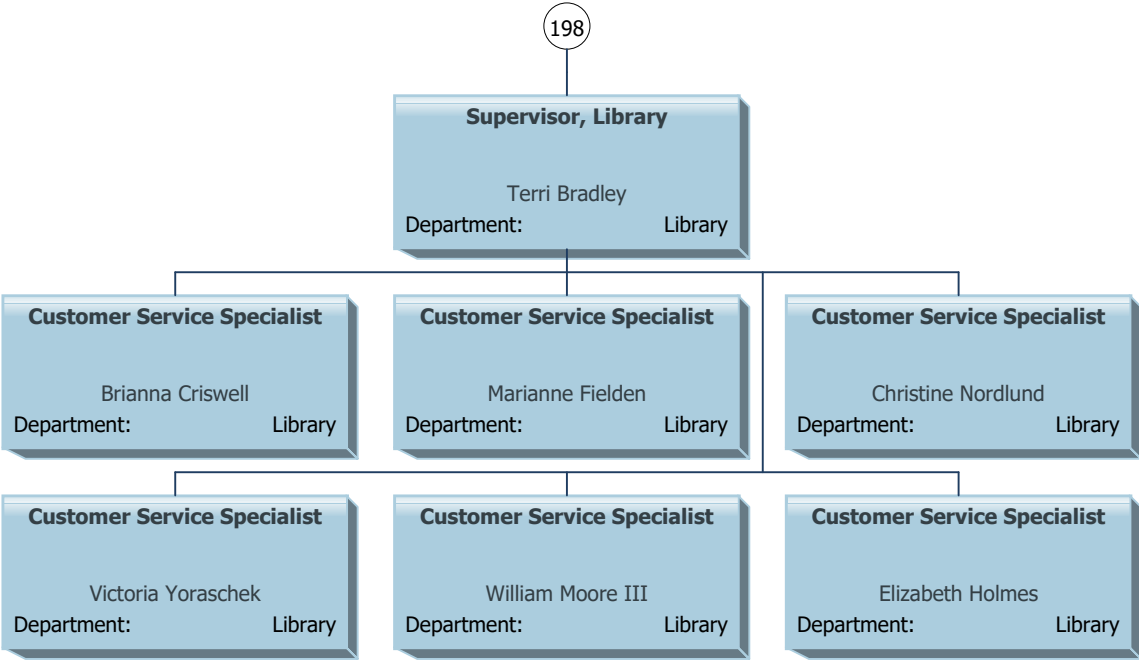 198
Supervisor, Library
Terri Bradley
Department: Library
Customer Service Specialist
Brianna Criswell
Department: Library
Customer Service Specialist
Marianne Fielden
Department: Library
Customer Service Specialist
Christine Nordlund
Department: Library
Customer Service Specialist
Victoria Yoraschek
Department: Library
Customer Service Specialist
William Moore III
Department: Library
Customer Service Specialist
Elizabeth Holmes
Department: Library